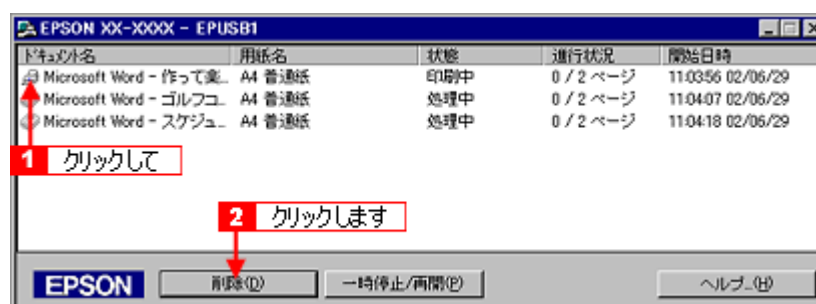 EPSON XX-XXXX - EPUSB1
ドキュメント名 用紙名 状態 進行状況 開始日時
Microsoft Word - 作って楽... A4 普通紙 印刷中 0 / 2 ページ 11:03:56 02/06/29
Microsoft Word - ゴルフコ... A4 普通紙 処理中 0 / 2 ページ 11:04:07 02/06/29
Microsoft Word - スケジュ... A4 普通紙 処理中 0 / 2 ページ 11:04:18 02/06/29
1 クリックして
2 クリックします
EPSON 削除(D) 一時停止/再開(P) ヘルプ...(H)